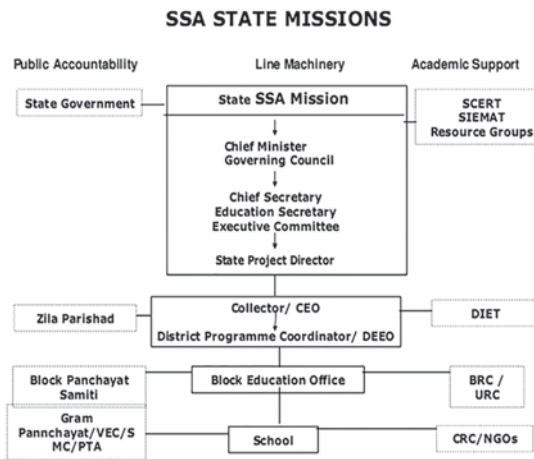 SSA STATE MISSIONS
Public Accountability
Line Machinery
Academic Support
State Government
State SSA Mission
SCERT
SIEMAT
Resource Groups
Chief Minister
Governing Council
Chief Secretary
Education Secretary
Executive Committee
State Project Director
Zila Parishad
Collector/ CEO
District Programme Coordinator/ DEEO
DIET
Block Panchayat
Samiti
Block Education Office
BRC /
URC
Gram
Pannchayat/VEC/S
MC/PTA
School
CRC/NGOs